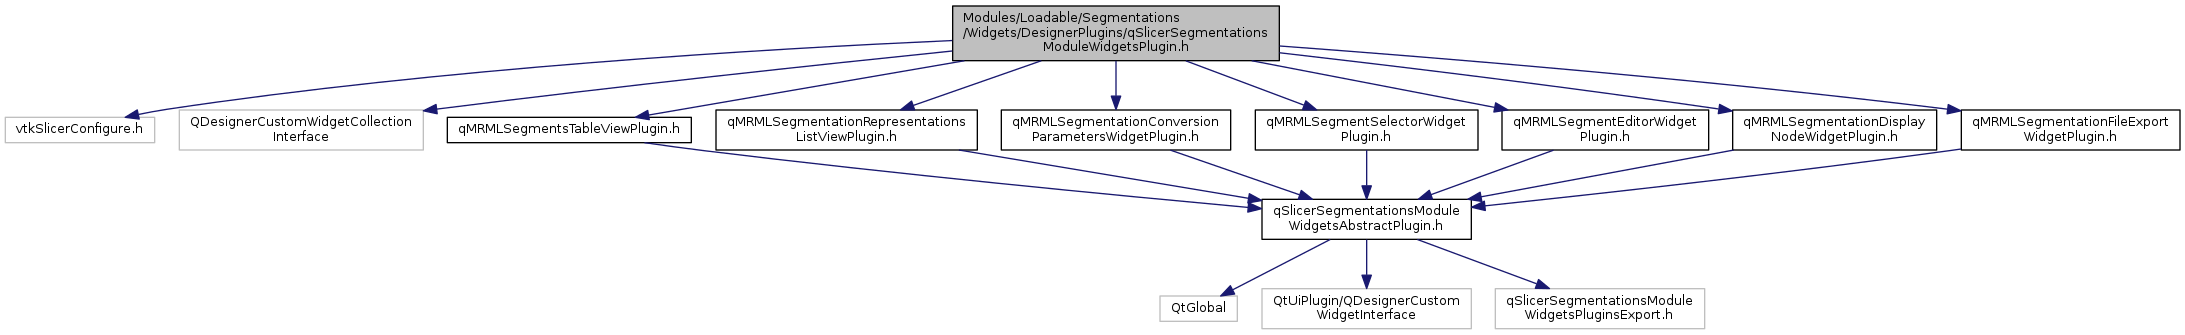 Modules/Loadable/Segmentations
/Widgets/DesignerPlugins/qSlicerSegmentations
ModuleWidgetsPlugin.h
vtkSlicerConfigure.h
QDesignerCustomWidgetCollection
Interface
qMRMLSegmentsTableViewPlugin.h
qMRMLSegmentationRepresentations
ListViewPlugin.h
qMRMLSegmentationConversion
ParametersWidgetPlugin.h
qMRMLSegmentSelectorWidget
Plugin.h
qMRMLSegmentEditorWidget
Plugin.h
qMRMLSegmentationDisplay
NodeWidgetPlugin.h
qMRMLSegmentationFileExport
WidgetPlugin.h
qSlicerSegmentationsModule
WidgetsAbstractPlugin.h
QtGlobal
QtUiPlugin/QDesignerCustom
WidgetInterface
qSlicerSegmentationsModule
WidgetsPluginsExport.h